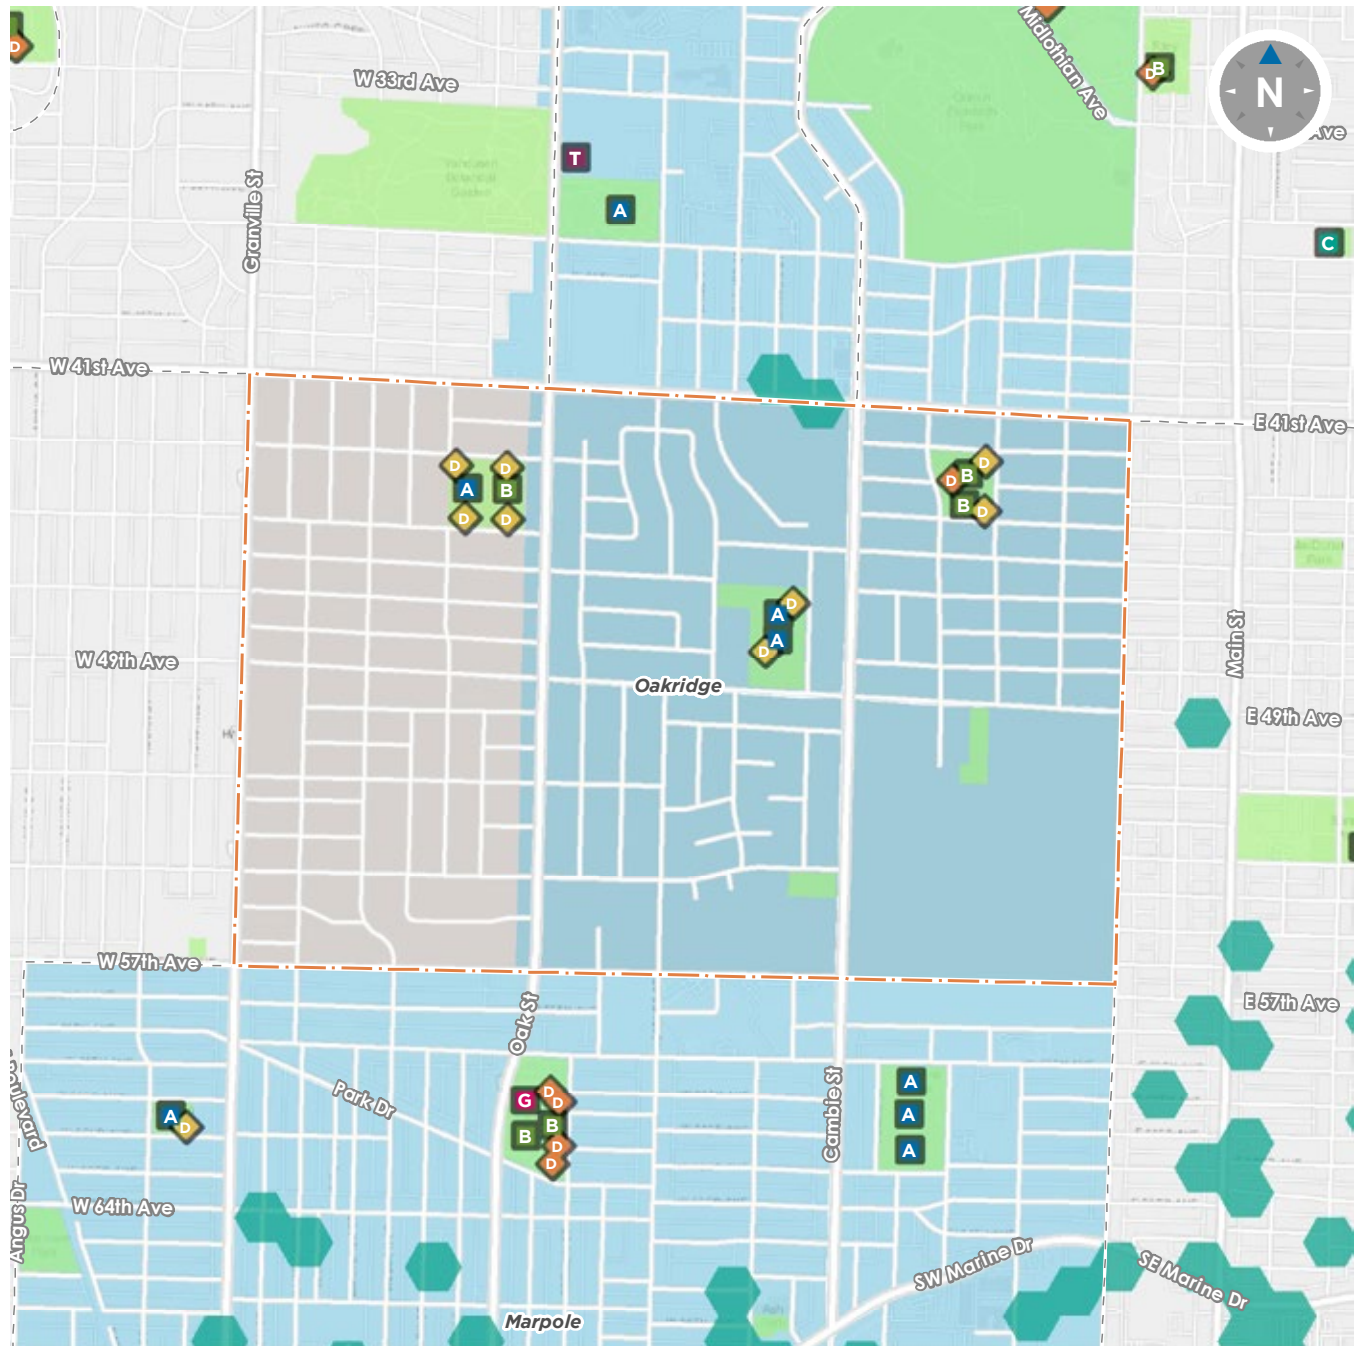 Midlothian Ave
W 33rd Ave
D
D
B
N
Ave
T
A
Granville St
C
W 41st Ave
E 41st Ave
D
D
A
B
D
D
D
D
B
B
D
D
A
A
D
Main St
W 49th Ave
Oakridge
E 49th Ave
W 57th Ave
E 57th Ave
Oak St
Park Dr
G
D
D
B
B
D
D
A
A
A
A
D
Cambie St
oulevard
Angus Dr
W 64th Ave
SW Marine Dr
SE Marine Dr
Marpole